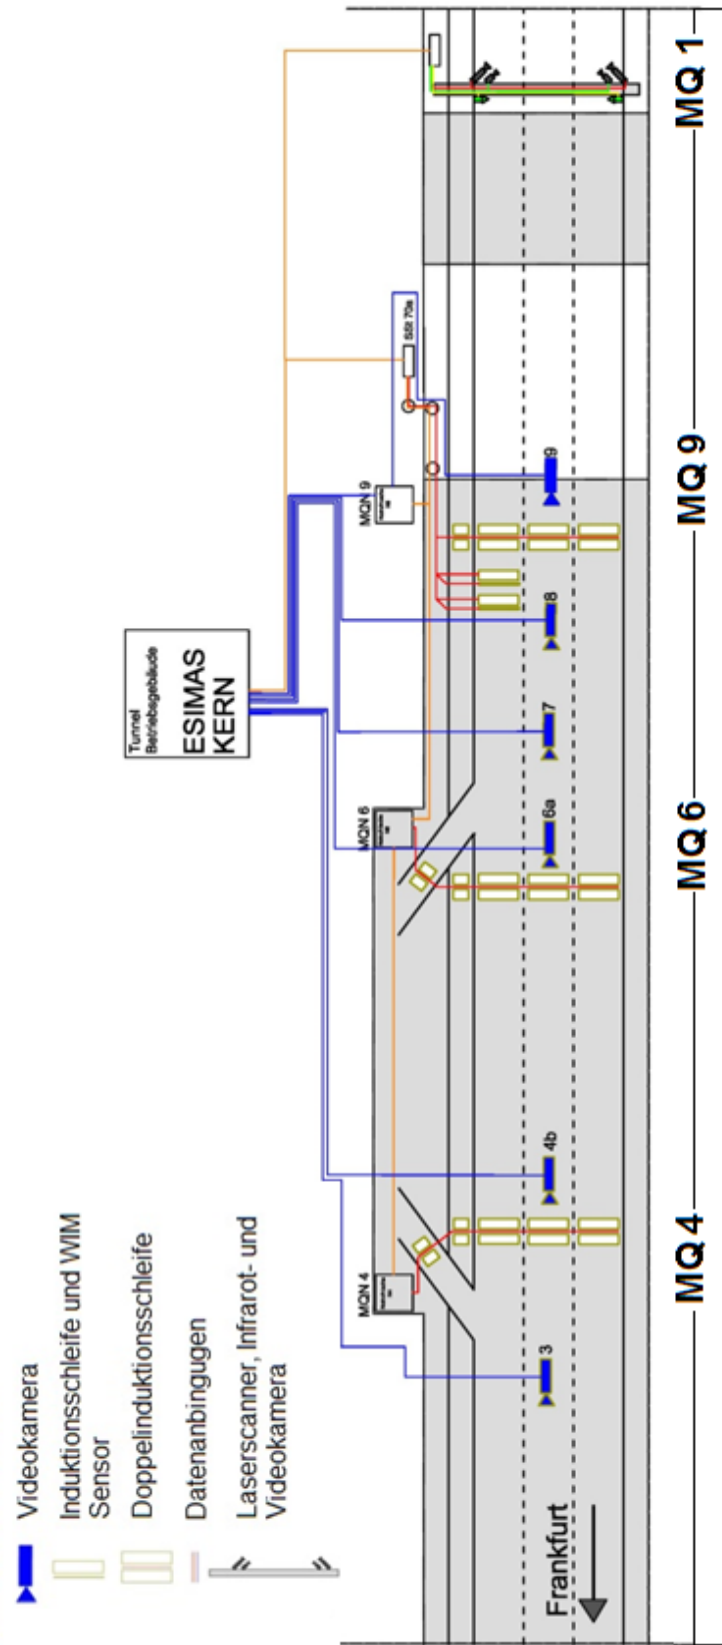 Videokamera
Induktionsschleife und WIM
Sensor
Doppelinduktionsschleife
Datenanbingugen
Laserscanner, Infrarot- und
Videokamera
Tunnel
Betriebsgebäude
ESIMAS
KERN
MQN 4
MQN 6
MQN 9
3
4b
6a
7
8
9
Frankfurt
MQ 4
MQ 6
MQ 9
MQ 1